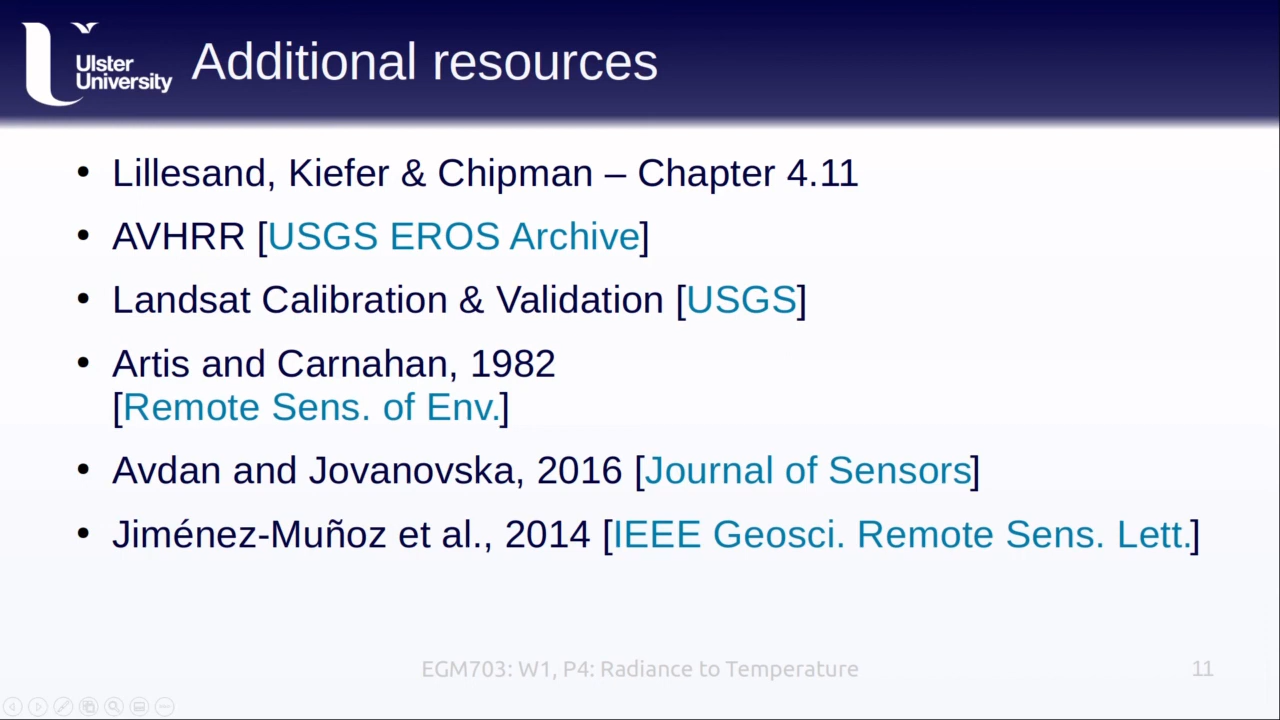 Ulster
University
Additional resources
• Lillesand, Kiefer & Chipman – Chapter 4.11
• AVHRR [USGS EROS Archive]
• Landsat Calibration & Validation [USGS]
• Artis and Carnahan, 1982
[Remote Sens. of Env.]
• Avdan and Jovanovska, 2016 [Journal of Sensors]
• Jiménez-Muñoz et al., 2014 [IEEE Geosci. Remote Sens. Lett.]
EGM703: W1, P4: Radiance to Temperature
11